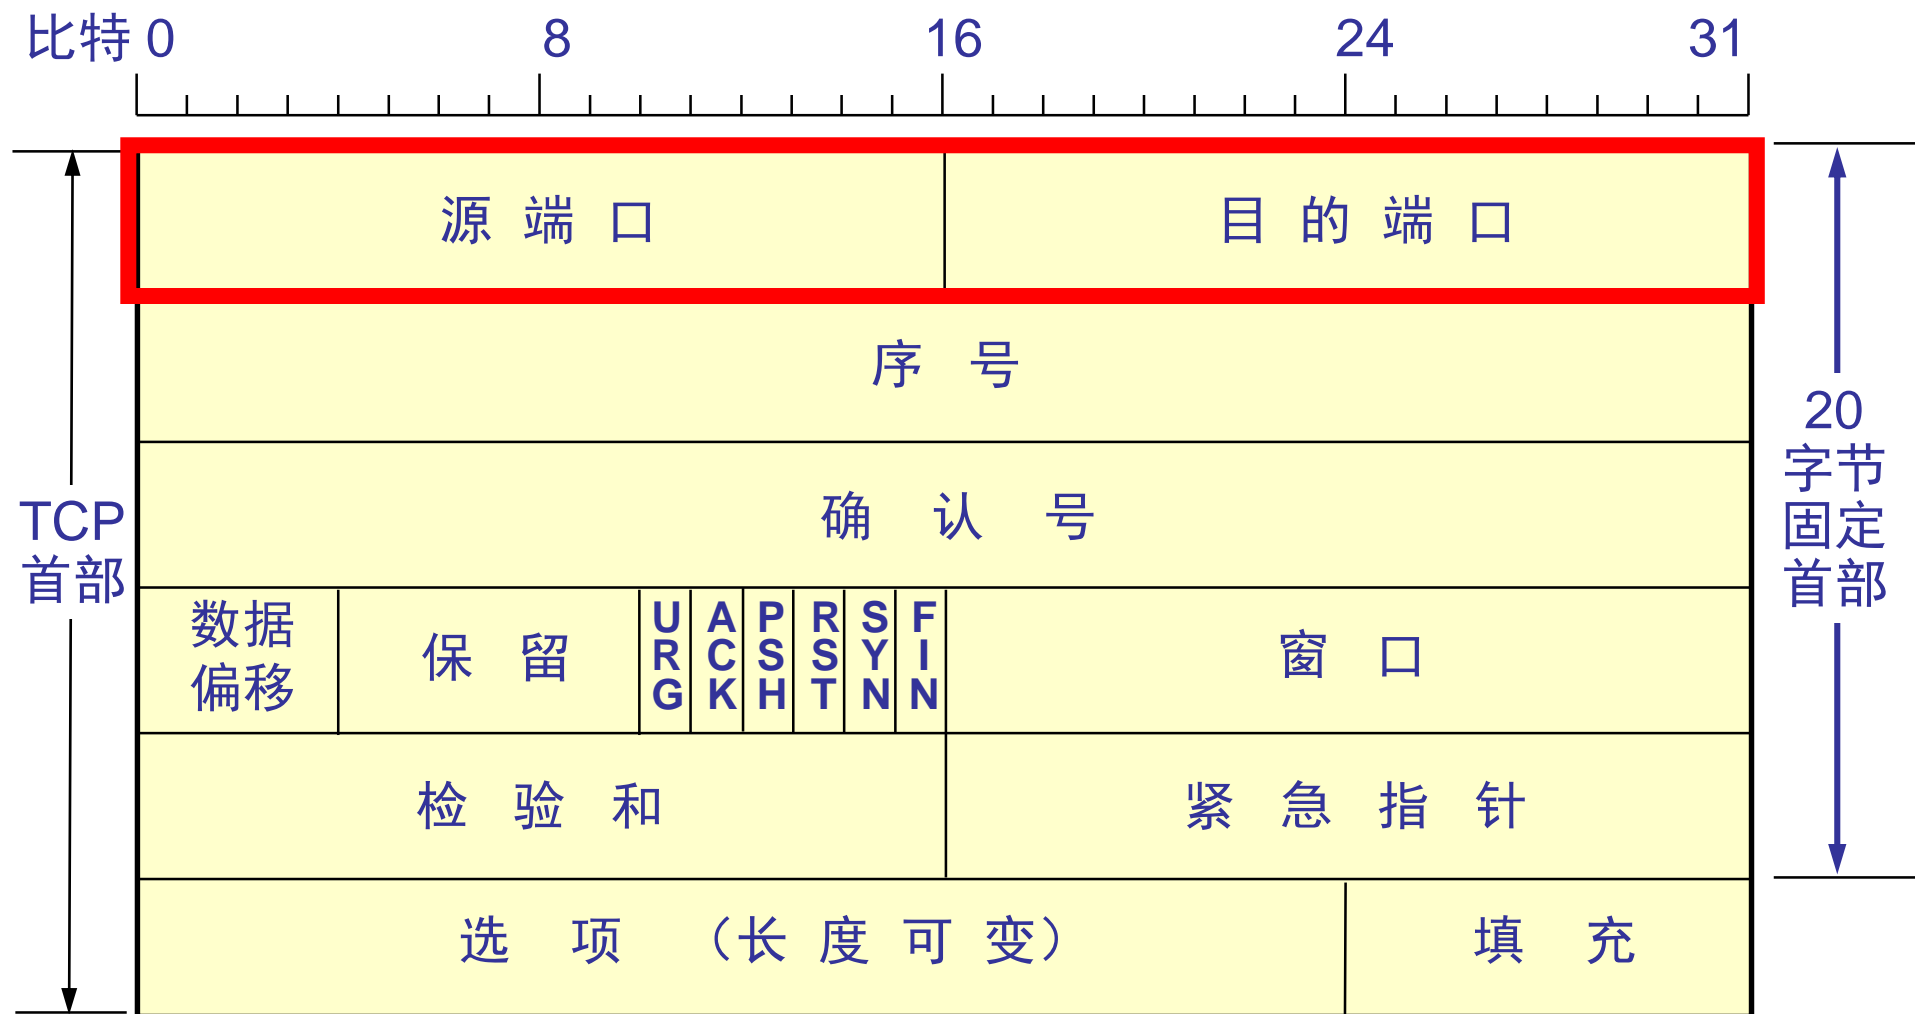 比特 0 8 16 24 31
源端口 目的端口
序号
确认号
数据偏移 保留 URG ACK PSH RST SYN FIN 窗口
检验和 紧急指针
选项（长度可变） 填充
TCP
首部
20
字节
固定
首部